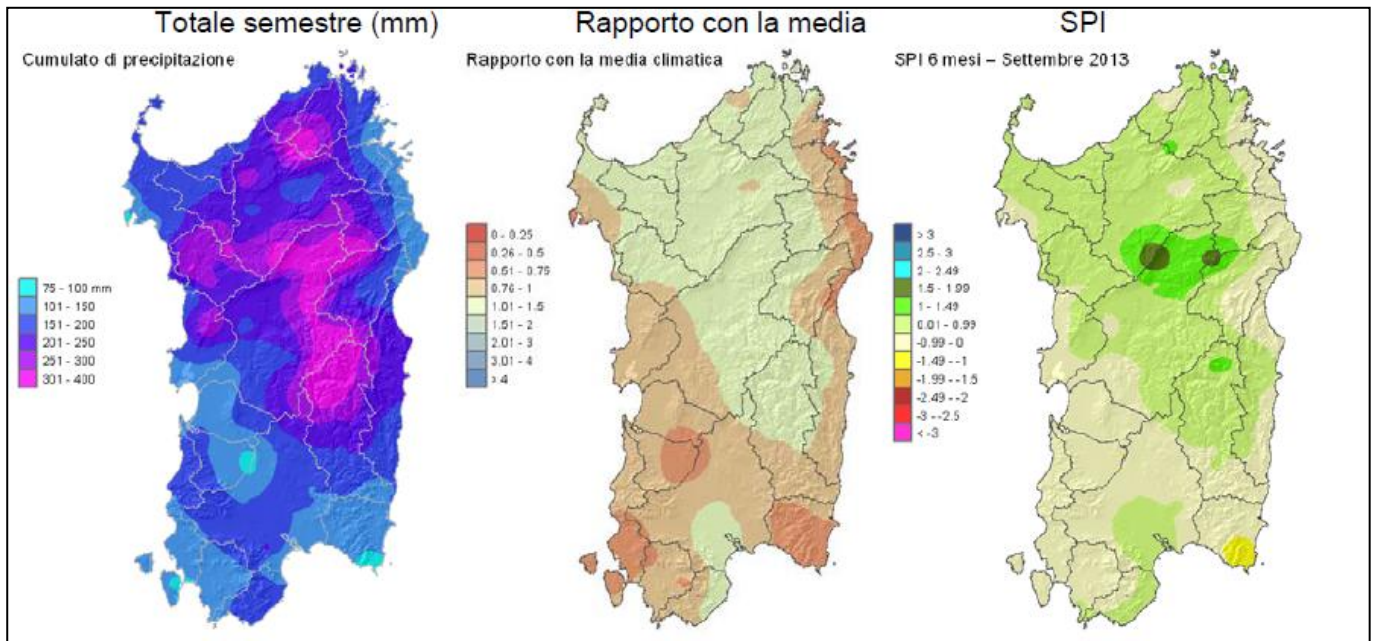 Totale semestre (mm)
Rapporto con la media
SPI
Cumulato di precipitazione
Rapporto con la media climatica
SPI 6 mesi – Settembre 2013
75 - 100 mm
101 - 150
151 - 200
201 - 250
251 - 300
301 - 400
0 - 0.25
0.26 - 0.5
0.51 - 0.75
0.76 - 1
1.01 - 1.5
1.51 - 2
2.01 - 3
3.01 - 4
> 4
> 3
2.5 - 3
2 - 2.49
1.5 - 1.99
1 - 1.49
0.01 - 0.99
-0.99 - 0
-1.49 - -1
-1.99 - -1.5
-2.49 - -2
-3 - -2.5
< -3